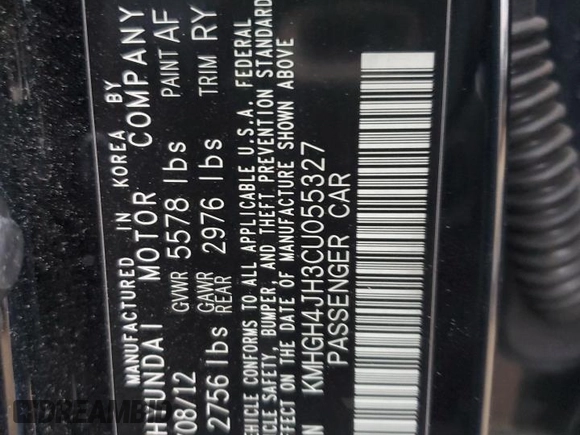 MANUFACTURED IN KOREA BY
HYUNDAI MOTOR COMPANY
08/12 GVWR 5578 lbs PAINT AF
2756 lbs GAWR REAR 2976 lbs TRIM RY
VEHICLE CONFORMS TO ALL APPLICABLE U.S.A. FEDERAL
VEHICLE SAFETY, BUMPER, AND THEFT PREVENTION STANDARD
EFFECT ON THE DATE OF MANUFACTURE SHOWN ABOVE
KMHGH4JH3CU055327
PASSENGER CAR
DREAMBID